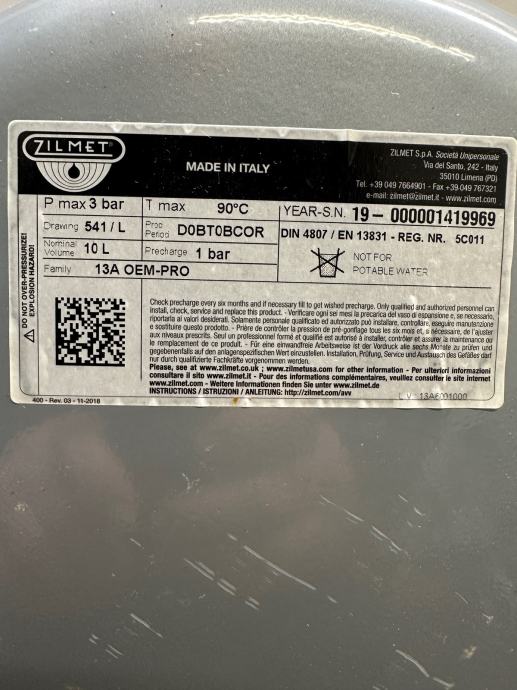 ZILMET
MADE IN ITALY
ZILMET S.p.A. Società Unipersonale
Via del Santo, 242 - Italy
35010 Limena (PD)
Tel. +39 049 7664901 - Fax +39 049 767321
e-mail: zilmet@zilmet.it - www.zilmet.com
P max 3 bar
T max 90°C
YEAR-S.N. 19- 000001419969
Drawing 541 / L
Prod Period D0BT0BCOR
DIN 4807 / EN 13831 - REG. NR. 5C011
Nominal Volume 10 L
Precharge 1 bar
NOT FOR
POTABLE WATER
Family 13A OEM-PRO
DO NOT OVER-PRESSURIZE!
EXPLOSION HAZARD!
Check precharge every six months and if necessary fill to get wished precharge. Only qualified and authorized personnel can
install, check, service and replace this product. - Verificare ogni sei mesi la precarica del vaso di espansione e, se necessario,
riportarla ai valori desiderati. Solamente personale qualificato ed autorizzato può installare, controllare, eseguire manutenzione
e sostituire questo prodotto. - Prière de contrôler la pression de pré-gonflage tous les six mois et, si nécessaire, de l'ajuster
aux niveaux prescrits. Seul un professionnel formé et qualifié est autorisé à installer, contrôler et assurer la maintenance ou
le remplacement de ce produit. - Für eine einwandfreie Arbeitsweise ist der Vordruck alle sechs Monate zu prüfen und
gegebenenfalls auf den anlagenspezifischen Wert einzustellen. Installation, Prüfung, Service und Austausch des Gefäßes darf
nur durch qualifizierte Fachkräfte vorgenommen werden.
Please, see at www.zilmet.co.uk ; www.zilmetusa.com for other information - Per ulteriori informazioni
consultare il sito www.zilmet.it - Pour des informations complémentaires, veuillez consulter le site internet
www.zilmet.com - Weitere Informationen finden Sie unter www.zilmet.de
INSTRUCTIONS / ISTRUZIONI / ANLEITUNG: http://zilmet.com/avv
400 - Rev. 03 - 11-2018